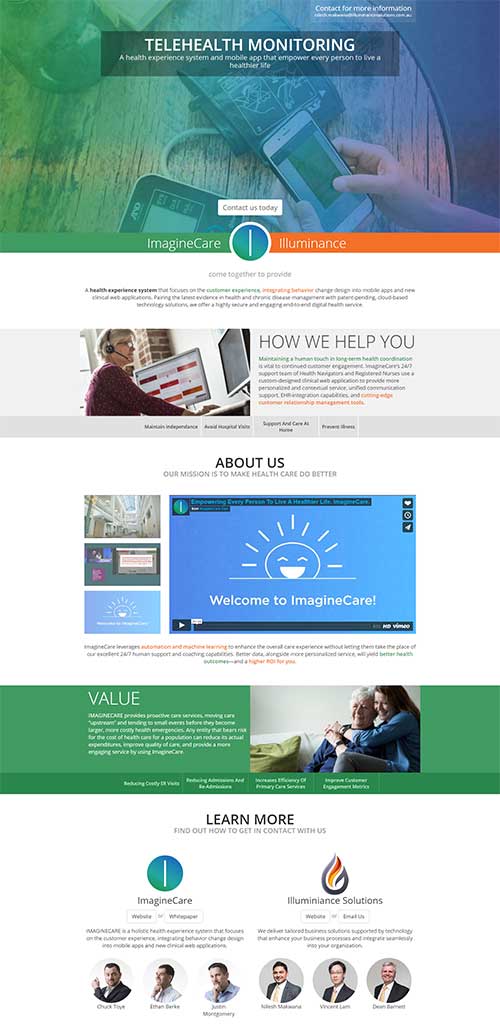 Contact for more information
nilesh.makwana@illuminancesolutions.com.au
TELEHEALTH MONITORING
A health experience system and mobile app that empower every person to live a
healthier life
Contact us today
ImagineCare
Illuminance
come together to provide
A health experience system that focuses on the customer experience, integrating behavior change design into mobile apps and new
clinical web applications. Pairing the latest evidence in health and chronic disease management with patent-pending, cloud-based
technology solutions, we offer a highly secure and engaging end-to-end digital health service.
HOW WE HELP YOU
Maintaining a human touch in long-term health coordination
is vital to continued customer engagement. ImagineCare's 24/7
support team of Health Navigators and Registered Nurses use a
custom-designed clinical web application to provide more
personalized and contextual service, unified communication
support, EHR-integration capabilities, and cutting-edge
customer relationship management tools.
Maintain Independance
Avoid Hospital Visits
Support And Care At
Home
Prevent Illness
ABOUT US
OUR MISSION IS TO MAKE HEALTH CARE DO BETTER
Empowering Every Person To Live A Healthier Life. ImagineCare.
Welcome to ImagineCare!
Welcome to ImagineCare!
HD vimeo
ImagineCare leverages automation and machine learning to enhance the overall care experience without letting them take the place of
our excellent 24/7 human support and coaching capabilities. Better data, alongside more personalized service, will yield better health
outcomes—and a higher ROI for you.
VALUE
IMAGINECARE provides proactive care services, moving care
“upstream” and tending to small events before they become
larger, more costly health emergencies. Any entity that bears risk
for the cost of health care for a population can reduce its actual
expenditures, improve quality of care, and provide a more
engaging service by using ImagineCare.
Reducing Costly ER Visits
Reducing Admissions And
Re-Admissions
Increases Efficiency Of
Primary Care Services
Improve Customer
Engagement Metrics
LEARN MORE
FIND OUT HOW TO GET IN CONTACT WITH US
ImagineCare
Website or Whitepaper
IMAGINECARE is a holistic health experience system that focuses
on the customer experience, integrating behavior change design
into mobile apps and new clinical web applications.
Chuck Toye
Ethan Berke
Justin
Montgomery
Illuminiance Solutions
Website or Email Us
We deliver tailored business solutions supported by technology
that enhance your business processes and integrate seamlessly
into your organization.
Nilesh Makwana
Vincent Lam
Dean Barnett